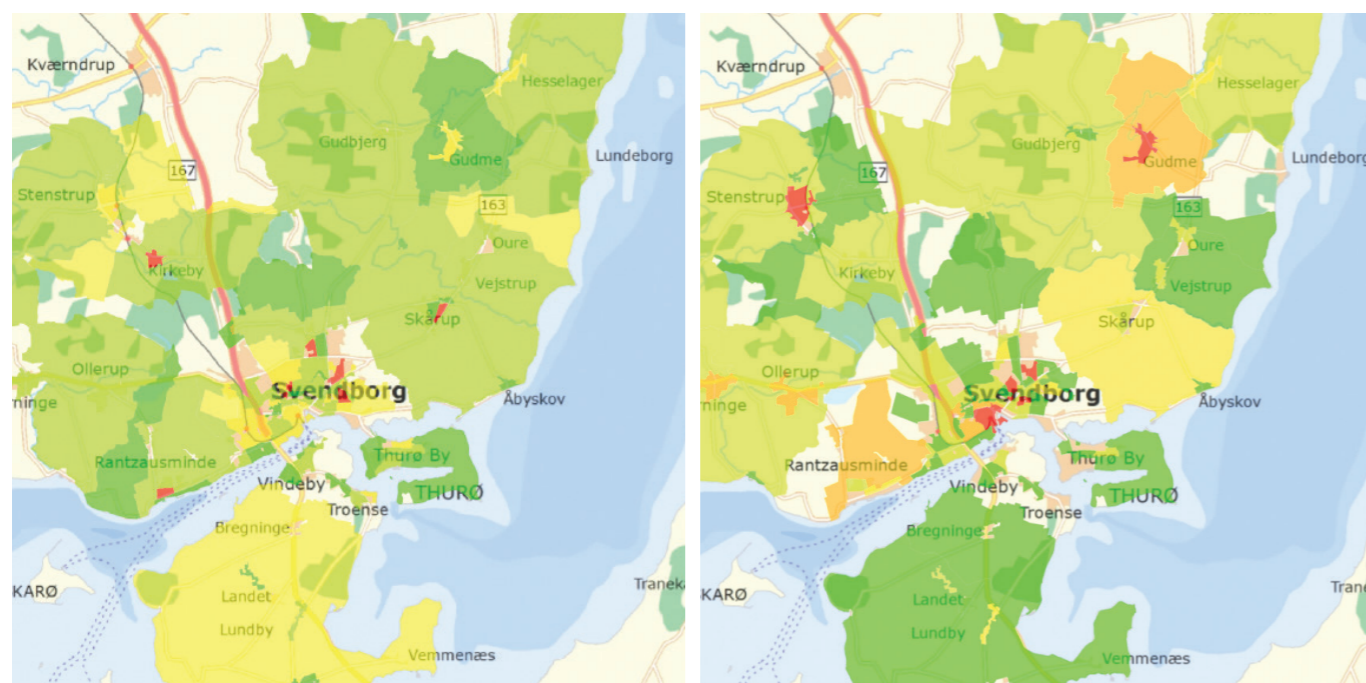 Kværndrup
Hesselager
Gudbjerg
Gudme
Lundeborg
167
Stenstrup
163
Oure
Kirkeby
Vejstrup
Skårup
Ollerup
Svendborg
Åbyskov
Rantzausminde
Thurø By
Vindeby
THURØ
Troense
Bregninge
KARØ
Landet
Lundby
Vemmenæs
Kværndrup
Hesselager
Gudbjerg
Gudme
Lundeborg
167
Stenstrup
163
Oure
Kirkeby
Vejstrup
Skårup
Ollerup
Svendborg
Åbyskov
Rantzausminde
Thurø By
Vindeby
THURØ
Troense
Bregninge
KARØ
Landet
Lundby
Vemmenæs